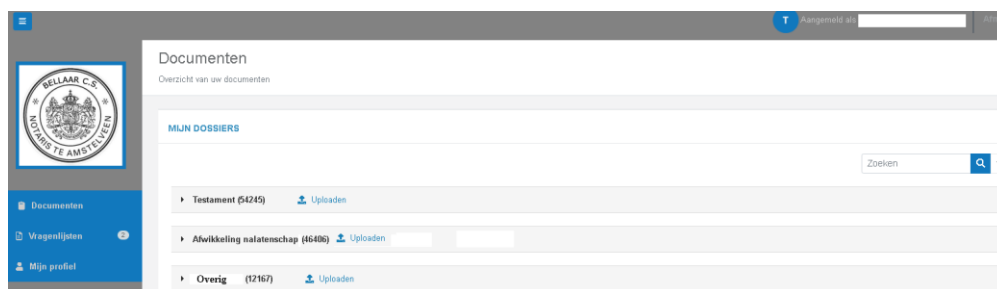 T Aangemeld als
Documenten
Overzicht van uw documenten
BELLAAR C.S.
NOTARIS TE AMSTELVEEN
MIJN DOSSIERS
Zoeken
Documenten
Vragenlijsten 2
Mijn profiel
Testament (54245) Uploaden
Afwikkeling nalatenschap (46406) Uploaden
Overig (12167) Uploaden